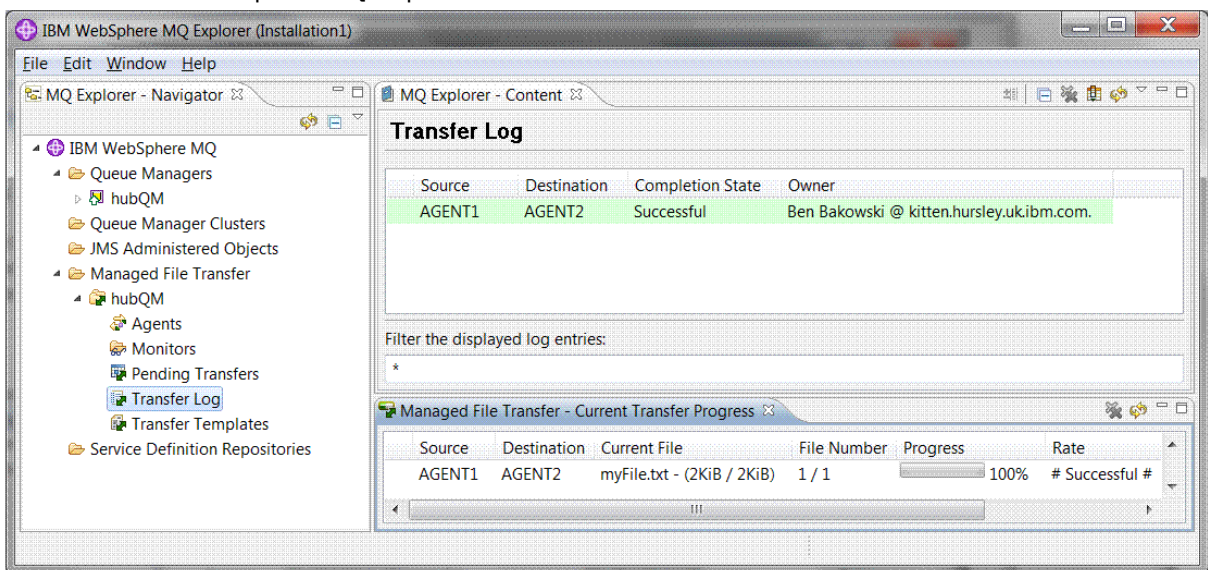 IBM WebSphere MQ Explorer (Installation1)
File Edit Window Help
MQ Explorer - Navigator
IBM WebSphere MQ
Queue Managers
hubQM
Queue Manager Clusters
JMS Administered Objects
Managed File Transfer
hubQM
Agents
Monitors
Pending Transfers
Transfer Log
Transfer Templates
Service Definition Repositories
MQ Explorer - Content
Transfer Log
Source Destination Completion State Owner
AGENT1 AGENT2 Successful Ben Bakowski @ kitten.hursley.uk.ibm.com.
Filter the displayed log entries:
*
Managed File Transfer - Current Transfer Progress
Source Destination Current File File Number Progress Rate
AGENT1 AGENT2 myFile.txt - (2KiB / 2KiB) 1 / 1 100% # Successful #